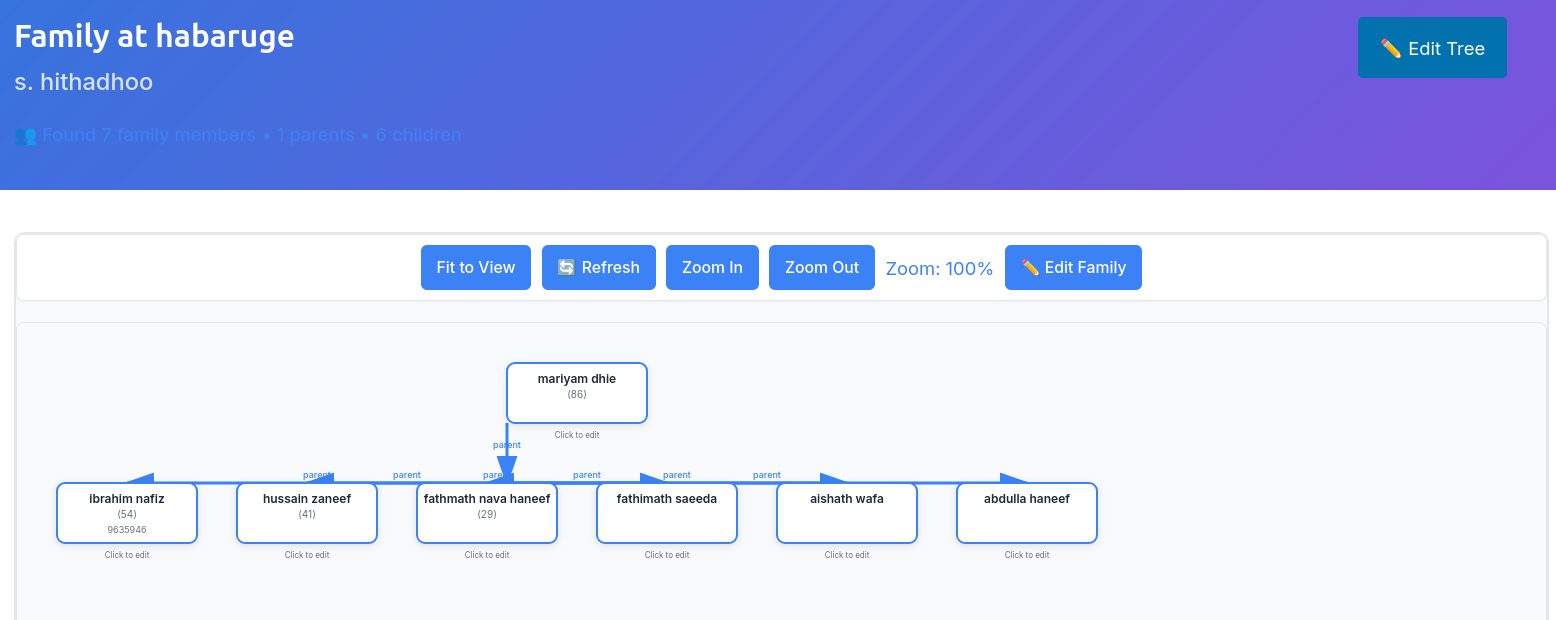 Family at habaruge
✏️ Edit Tree
s. hithadhoo
👥 Found 7 family members • 1 parents • 6 children
Fit to View
🔄 Refresh
Zoom In
Zoom Out
Zoom: 100%
✏️ Edit Family
mariyam dhie
(86)
Click to edit
parent
parent
parent
parent
parent
parent
parent
ibrahim nafiz
(54)
9635946
Click to edit
hussain zaneef
(41)
Click to edit
fathmath nava haneef
(29)
Click to edit
fathimath saeeda
Click to edit
aishath wafa
Click to edit
abdulla haneef
Click to edit